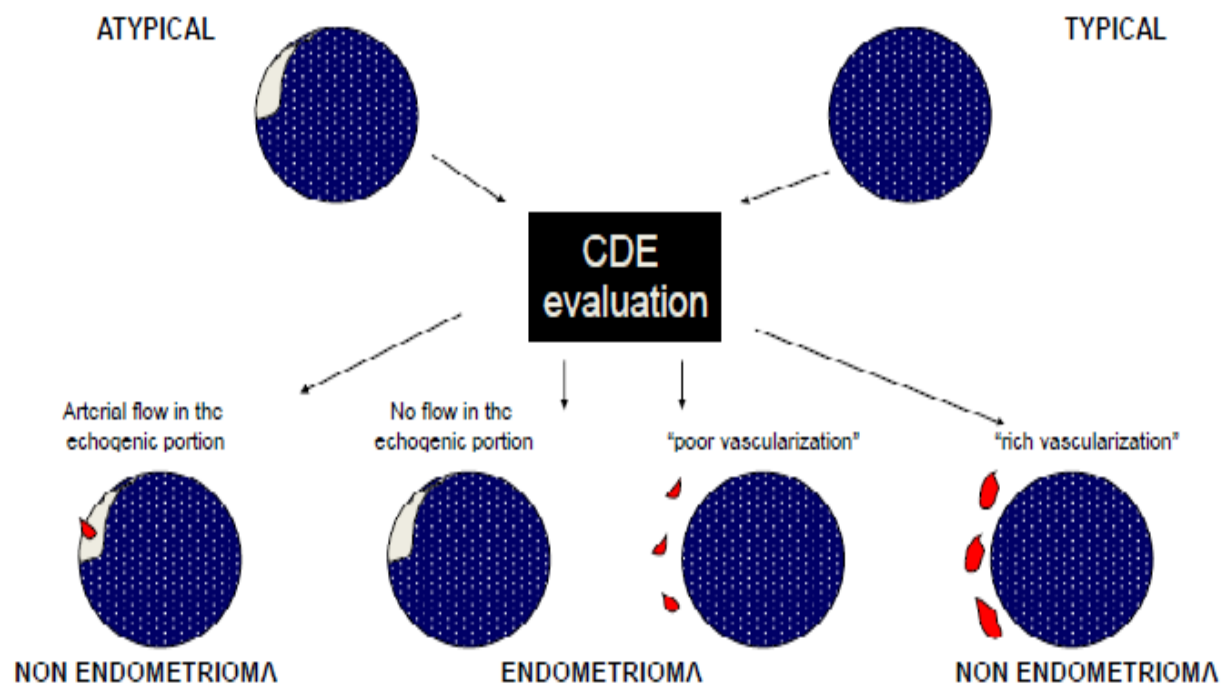 ATYPICAL
TYPICAL
CDE
evaluation
Arterial flow in the
echogenic portion
No flow in the
echogenic portion
"poor vascularization"
"rich vascularization"
NON ENDOMETRIOMA
ENDOMETRIOMA
NON ENDOMETRIOMA